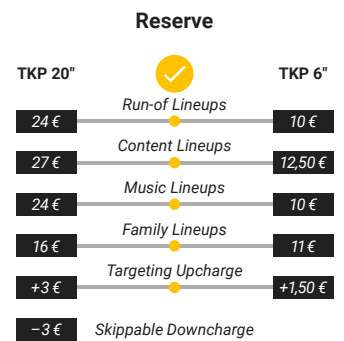 Reserve
TKP 20" TKP 6"
Run-of Lineups
24 € 10 €
Content Lineups
27 € 12,50 €
Music Lineups
24 € 10 €
Family Lineups
16 € 11 €
Targeting Upcharge
+3 € +1,50 €
–3 € Skippable Downcharge